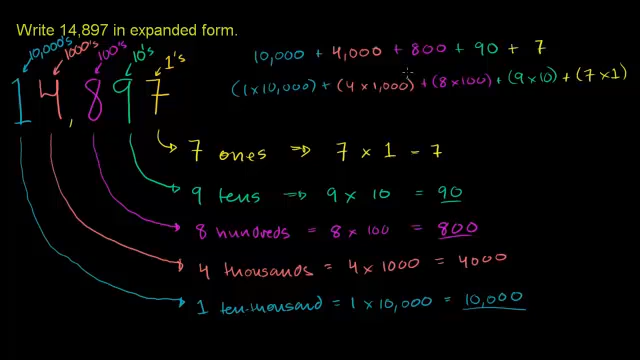 Write 14,897 in expanded form.
10,000's 1000's 100's 10's 1's
14,897
10,000 + 4,000 + 800 + 90 + 7
(1 x 10,000) + (4 x 1,000) + (8 x 100) + (9 x 10) + (7 x 1)
7 ones ⇒ 7 x 1 = 7
9 tens ⇒ 9 x 10 = 90
8 hundreds = 8 x 100 = 800
4 thousands = 4 x 1000 = 4000
1 ten-thousand = 1 x 10,000 = 10,000